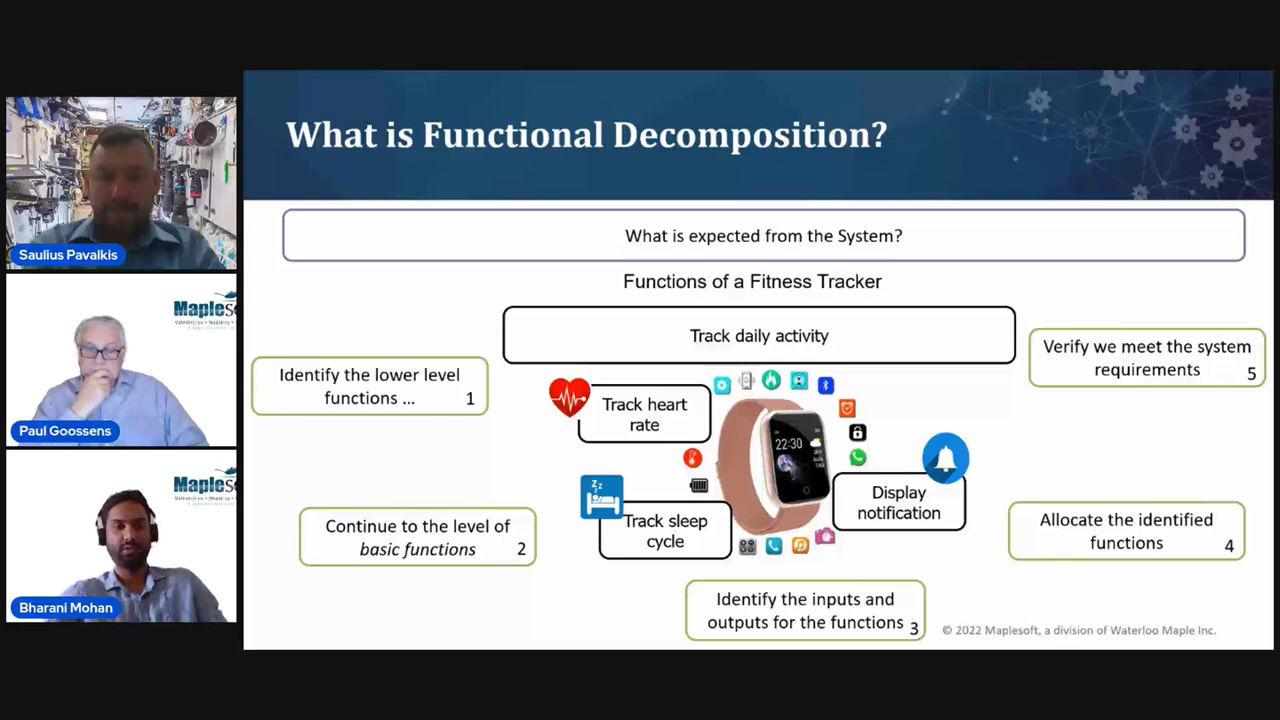 What is Functional Decomposition?
What is expected from the System?
Functions of a Fitness Tracker
Track daily activity
Identify the lower level
functions ... 1
Verify we meet the system
requirements 5
Track heart
rate
22:30
Display
notification
Track sleep
cycle
Continue to the level of
basic functions 2
Allocate the identified
functions 4
Identify the inputs and
outputs for the functions 3
© 2022 Maplesoft, a division of Waterloo Maple Inc.
Saulius Pavalkis
MapleS
Paul Goossens
MapleS
Bharani Mohan